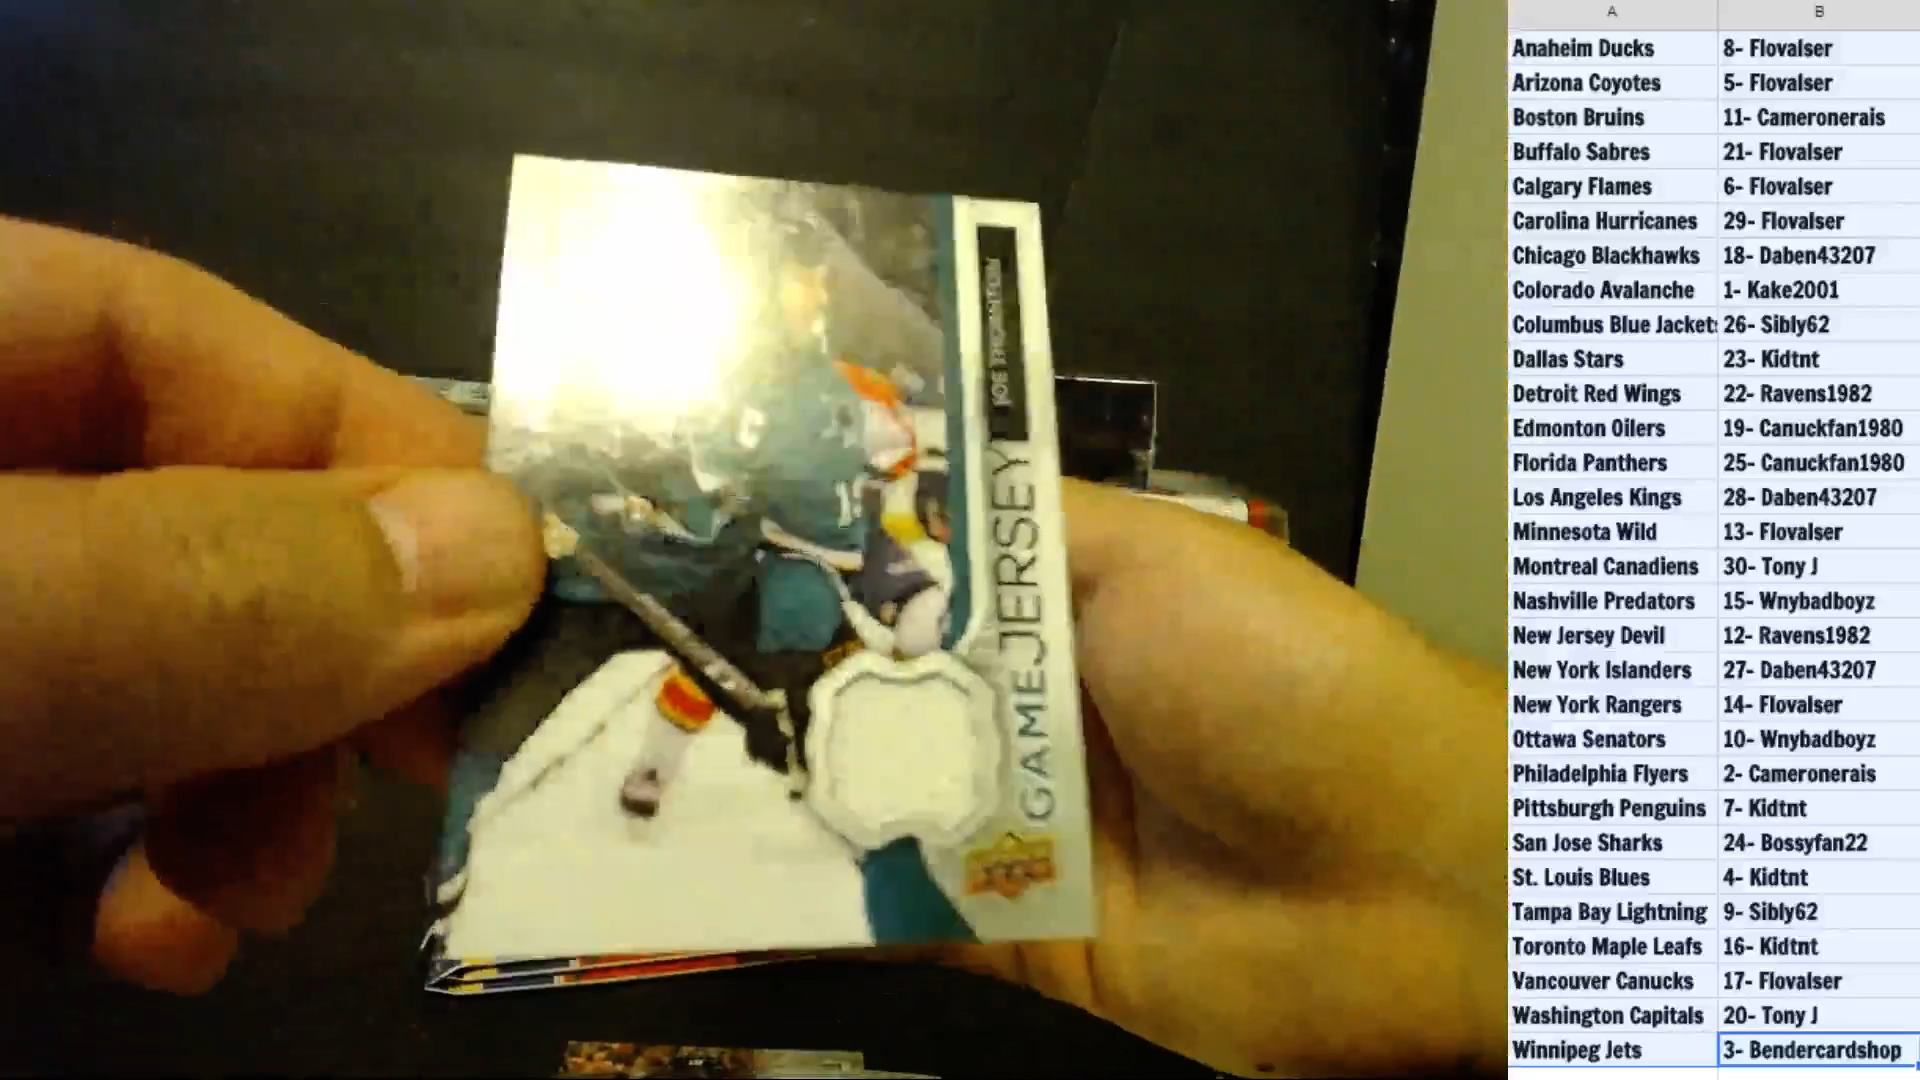 A B
Anaheim Ducks 8- Flovalser
Arizona Coyotes 5- Flovalser
Boston Bruins 11- Cameronerais
Buffalo Sabres 21- Flovalser
Calgary Flames 6- Flovalser
Carolina Hurricanes 29- Flovalser
Chicago Blackhawks 18- Daben43207
Colorado Avalanche 1- Kake2001
Columbus Blue Jackets 26- Sibly62
Dallas Stars 23- Kidtnt
Detroit Red Wings 22- Ravens1982
Edmonton Oilers 19- Canuckfan1980
Florida Panthers 25- Canuckfan1980
Los Angeles Kings 28- Daben43207
Minnesota Wild 13- Flovalser
Montreal Canadiens 30- Tony J
Nashville Predators 15- Wnybadboyz
New Jersey Devil 12- Ravens1982
New York Islanders 27- Daben43207
New York Rangers 14- Flovalser
Ottawa Senators 10- Wnybadboyz
Philadelphia Flyers 2- Cameronerais
Pittsburgh Penguins 7- Kidtnt
San Jose Sharks 24- Bossyfan22
St. Louis Blues 4- Kidtnt
Tampa Bay Lightning 9- Sibly62
Toronto Maple Leafs 16- Kidtnt
Vancouver Canucks 17- Flovalser
Washington Capitals 20- Tony J
Winnipeg Jets 3- Bendercardshop
GAMEJERSEY
JOE THORNTON